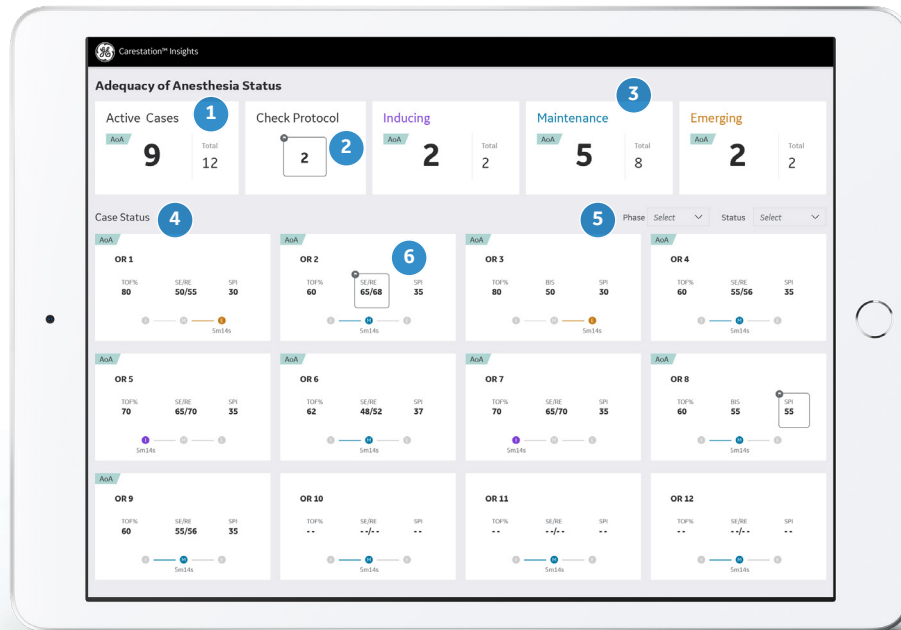 Carestation™ Insights
Adequacy of Anesthesia Status
1
3
Active Cases
Check Protocol
Inducing
Maintenance
Emerging
AoA
9
Total
12
2
2
AoA
2
Total
2
AoA
5
Total
8
AoA
2
Total
2
Case Status
4
5
Phase Select Status Select
AoA
OR 1
TOF% SE/RE SPI
80 50/55 30
I M E
5m14s
AoA
OR 2
6
TOF% SE/RE SPI
60 65/68 35
I M E
5m14s
AoA
OR 3
TOF% BIS SPI
80 50 30
I M E
5m14s
AoA
OR 4
TOF% SE/RE SPI
60 55/56 35
I M E
5m14s
AoA
OR 5
TOF% SE/RE SPI
70 65/70 35
I M E
5m14s
AoA
OR 6
TOF% SE/RE SPI
62 48/52 37
I M E
5m14s
AoA
OR 7
TOF% SE/RE SPI
70 65/70 35
I M E
5m14s
AoA
OR 8
TOF% BIS SPI
60 55 55
I M E
5m14s
AoA
OR 9
TOF% SE/RE SPI
60 55/56 35
I M E
5m14s
OR 10
TOF% SE/RE SPI
-- --/-- --
I M E
5m14s
OR 11
TOF% SE/RE SPI
-- --/-- --
I M E
5m14s
OR 12
TOF% SE/RE SPI
-- --/-- --
I M E
5m14s